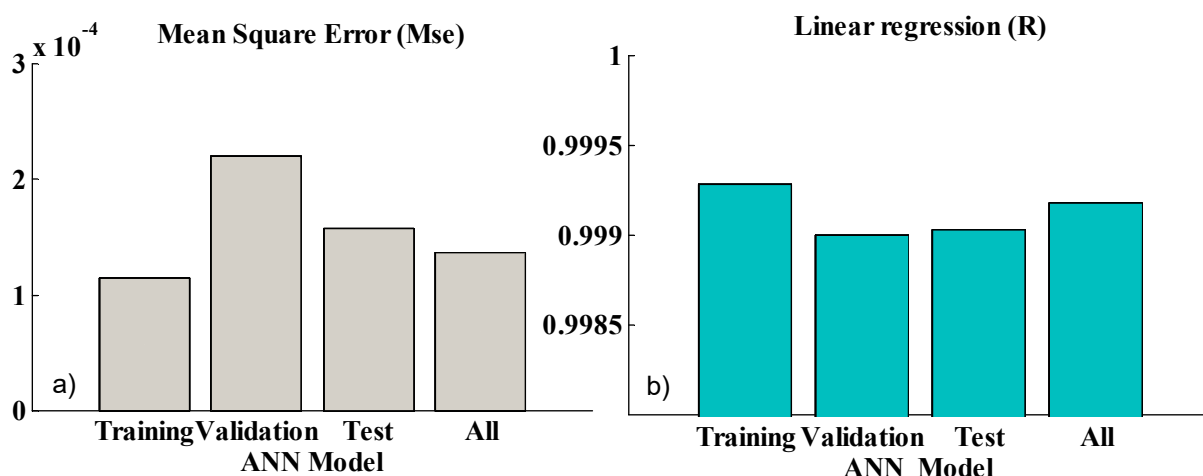 Mean Square Error (Mse)
x 10⁻⁴
3
2
1
0
a)
Training Validation Test All
ANN Model
Linear regression (R)
1
0.9995
0.999
0.9985
b)
Training Validation Test All
ANN Model